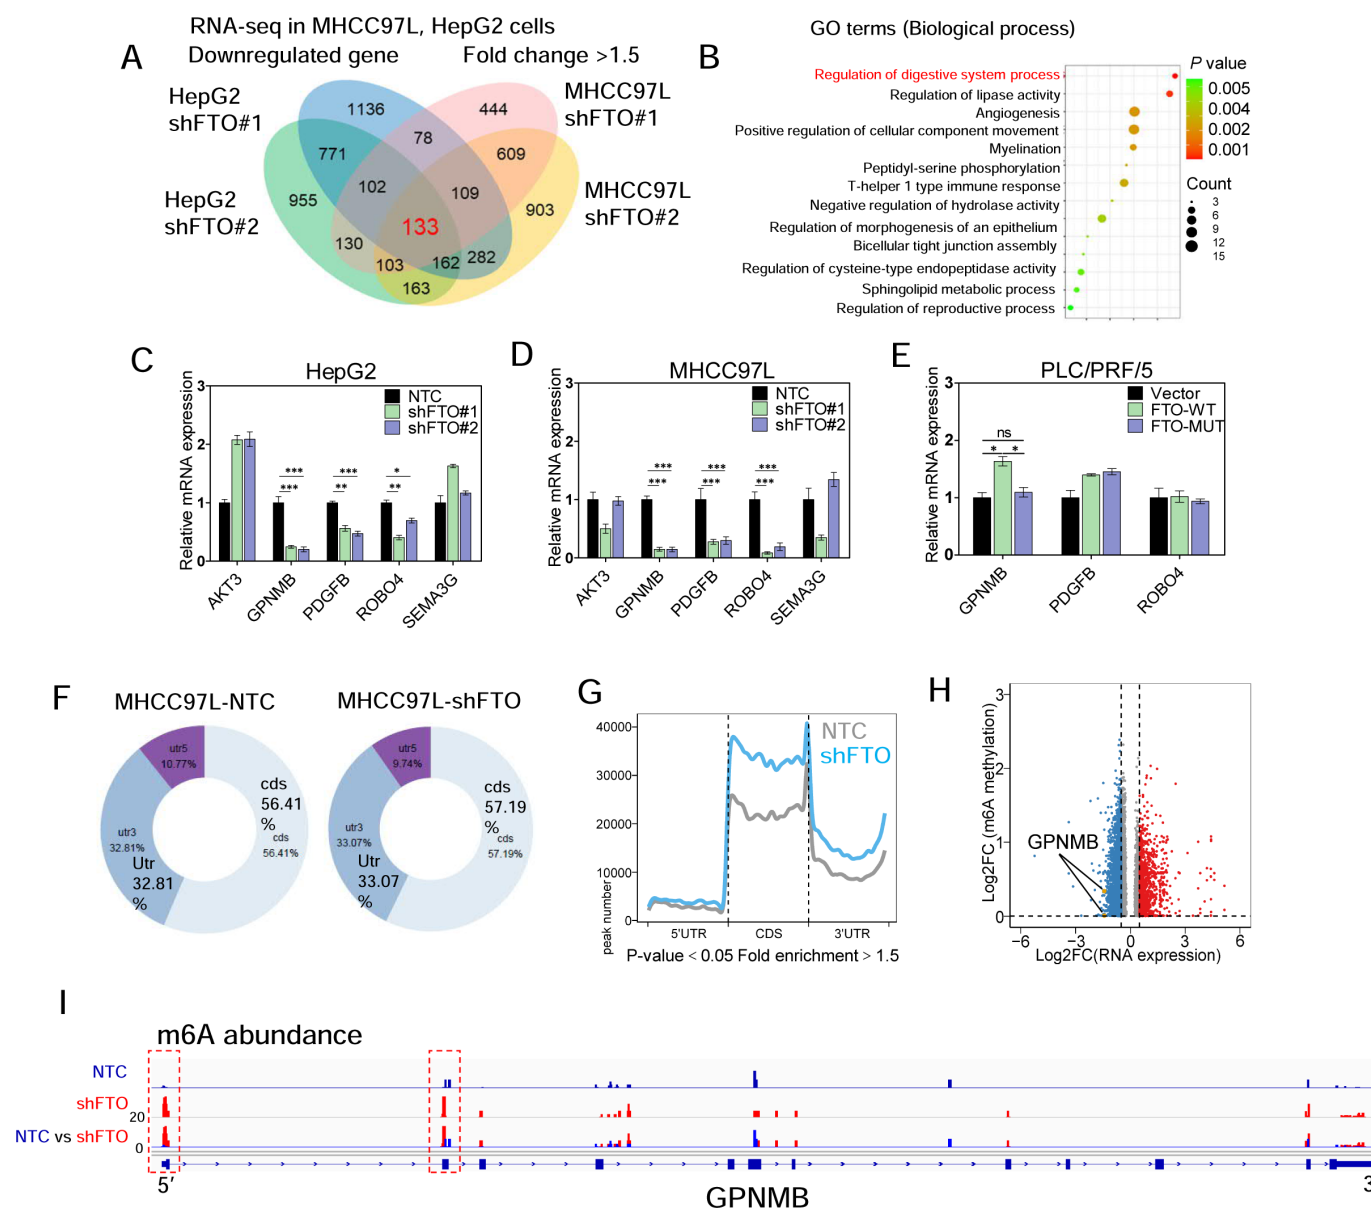 RNA-seq in MHCC97L, HepG2 cells
A
Downregulated gene
Fold change >1.5
HepG2
shFTO#1
MHCC97L
shFTO#1
HepG2
shFTO#2
MHCC97L
shFTO#2
1136
444
78
771
609
102
109
955
903
133
130
103
162
282
163
B
GO terms (Biological process)
Regulation of digestive system process
Regulation of lipase activity
Angiogenesis
Positive regulation of cellular component movement
Myelination
Peptidyl-serine phosphorylation
T-helper 1 type immune response
Negative regulation of hydrolase activity
Regulation of morphogenesis of an epithelium
Bicellular tight junction assembly
Regulation of cysteine-type endopeptidase activity
Sphingolipid metabolic process
Regulation of reproductive process
P value
0.005
0.004
0.002
0.001
Count
3
6
9
12
15
C
HepG2
Relative mRNA expression
3
2
1
0
NTC
shFTO#1
shFTO#2
***
***
***
**
*
**
AKT3
GPNMB
PDGFB
ROBO4
SEMA3G
D
MHCC97L
Relative mRNA expression
3
2
1
0
NTC
shFTO#1
shFTO#2
***
***
***
***
***
***
AKT3
GPNMB
PDGFB
ROBO4
SEMA3G
E
PLC/PRF/5
Relative mRNA expression
3
2
1
0
Vector
FTO-WT
FTO-MUT
ns
*
*
GPNMB
PDGFB
ROBO4
F
MHCC97L-NTC
utr5
10.77%
cds
56.41
%
cds
56.41%
utr3
32.81%
Utr
32.81
%
MHCC97L-shFTO
utr5
9.74%
cds
57.19
%
cds
57.19%
utr3
33.07%
Utr
33.07
%
G
peak number
40000
30000
20000
10000
0
NTC
shFTO
5'UTR
CDS
3'UTR
P-value < 0.05 Fold enrichment > 1.5
H
Log2FC (m6A methylation)
3
2
1
0
GPNMB
−6
−3
0
3
6
Log2FC(RNA expression)
I
m6A abundance
NTC
shFTO
20
NTC vs shFTO
0
5′
GPNMB
3